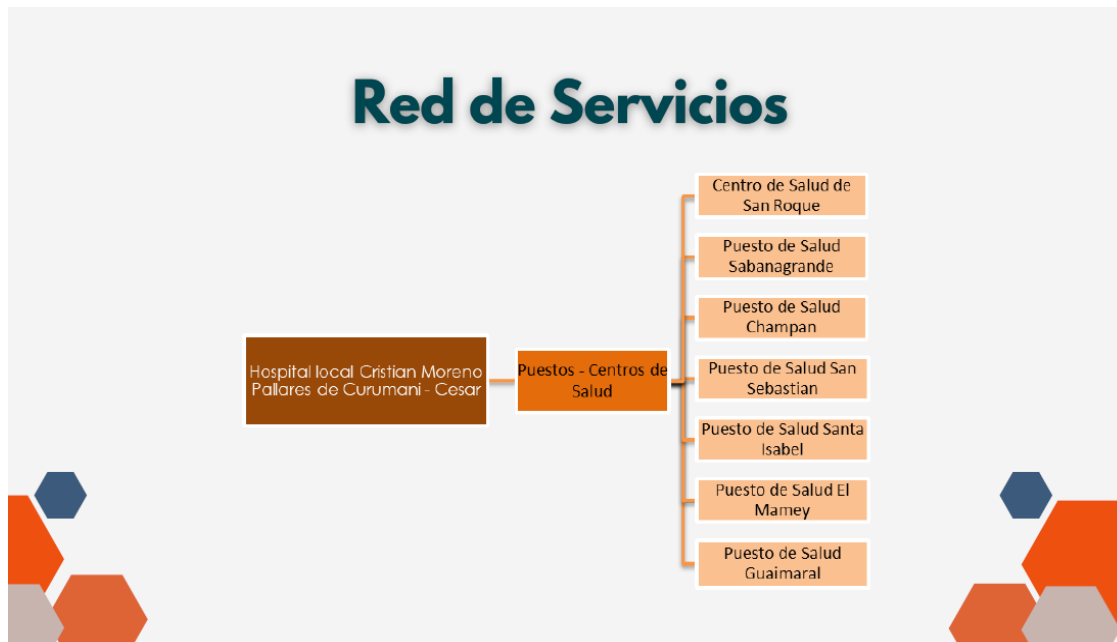 Red de Servicios
Hospital local Cristian Moreno
Pallares de Curumani - Cesar
Puestos - Centros de
Salud
Centro de Salud de
San Roque
Puesto de Salud
Sabanagrande
Puesto de Salud
Champan
Puesto de Salud San
Sebastian
Puesto de Salud Santa
Isabel
Puesto de Salud El
Mamey
Puesto de Salud
Guaimaral